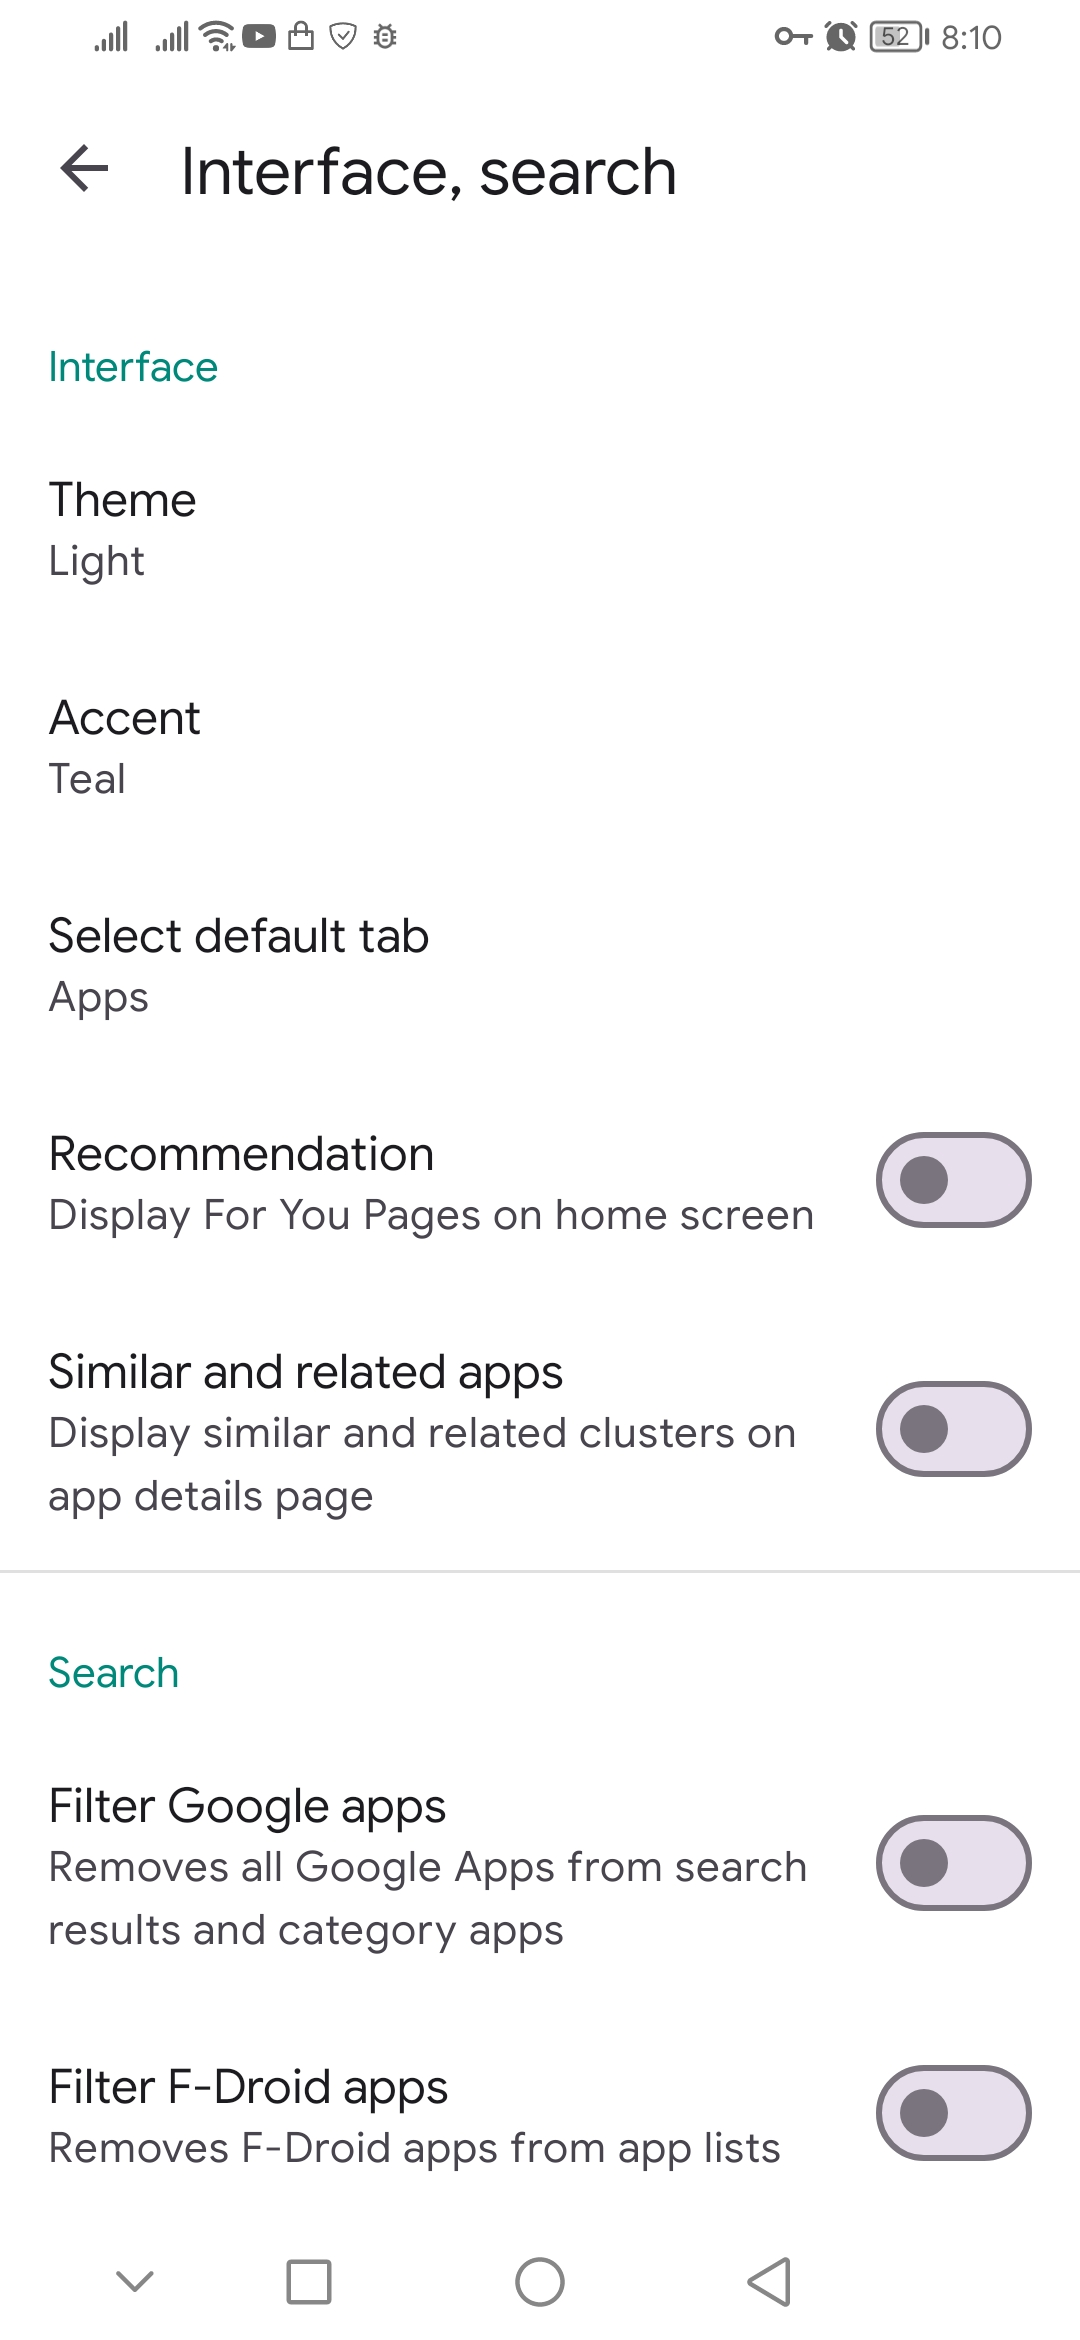 52 8:10
Interface, search
Interface
Theme
Light
Accent
Teal
Select default tab
Apps
Recommendation
Display For You Pages on home screen
Similar and related apps
Display similar and related clusters on
app details page
Search
Filter Google apps
Removes all Google Apps from search
results and category apps
Filter F-Droid apps
Removes F-Droid apps from app lists